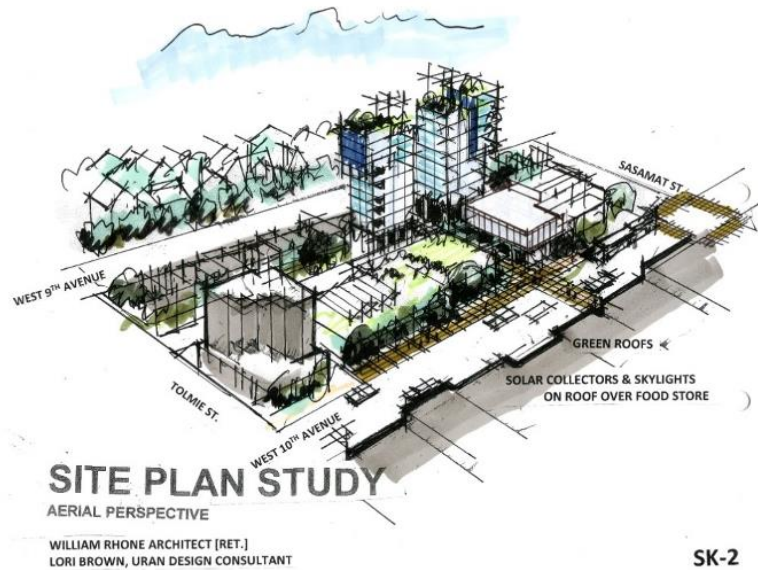 SASAMAT ST
WEST 9TH AVENUE
GREEN ROOFS
SOLAR COLLECTORS & SKYLIGHTS
ON ROOF OVER FOOD STORE
TOLMIE ST.
WEST 10TH AVENUE
SITE PLAN STUDY
AERIAL PERSPECTIVE
WILLIAM RHONE ARCHITECT [RET.]
LORI BROWN, URAN DESIGN CONSULTANT
SK-2